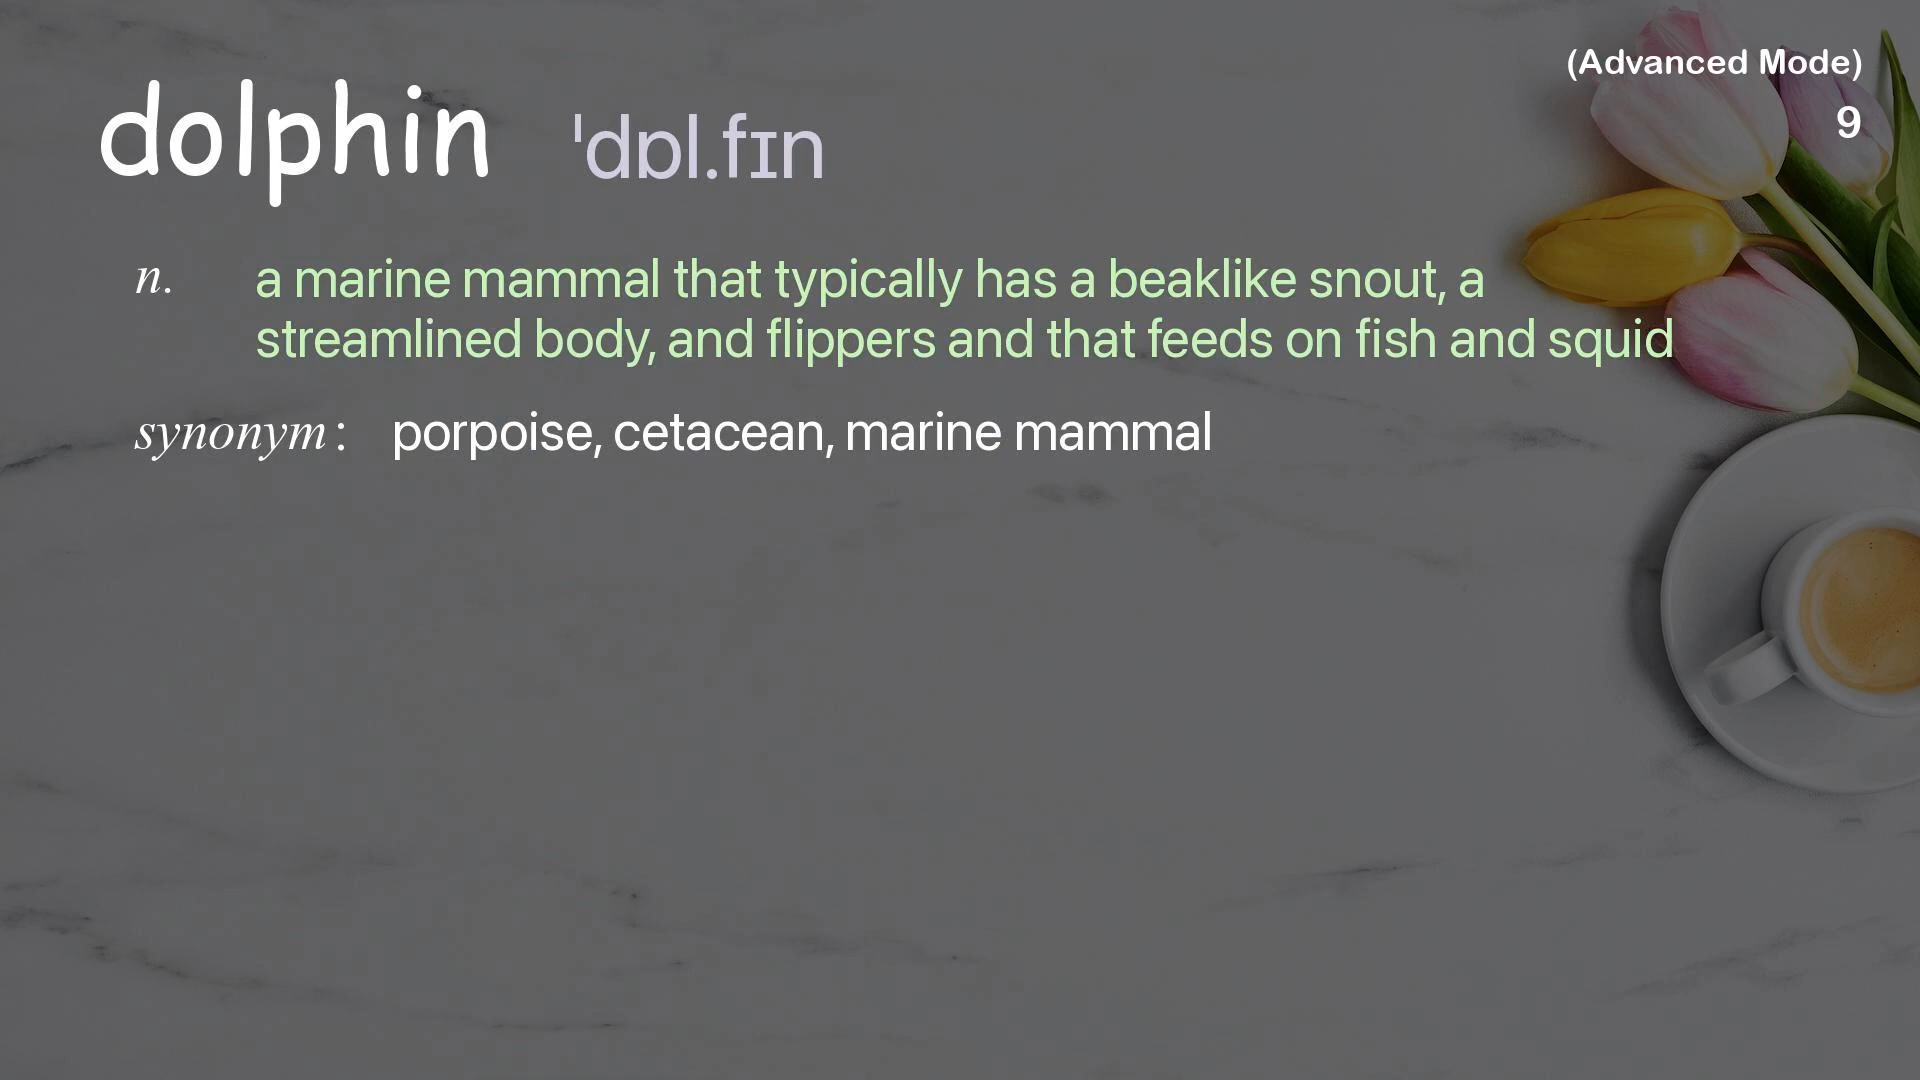 (Advanced Mode)
9
dolphin ˈdɒl.fɪn
n. a marine mammal that typically has a beaklike snout, a
streamlined body, and flippers and that feeds on fish and squid
synonym: porpoise, cetacean, marine mammal